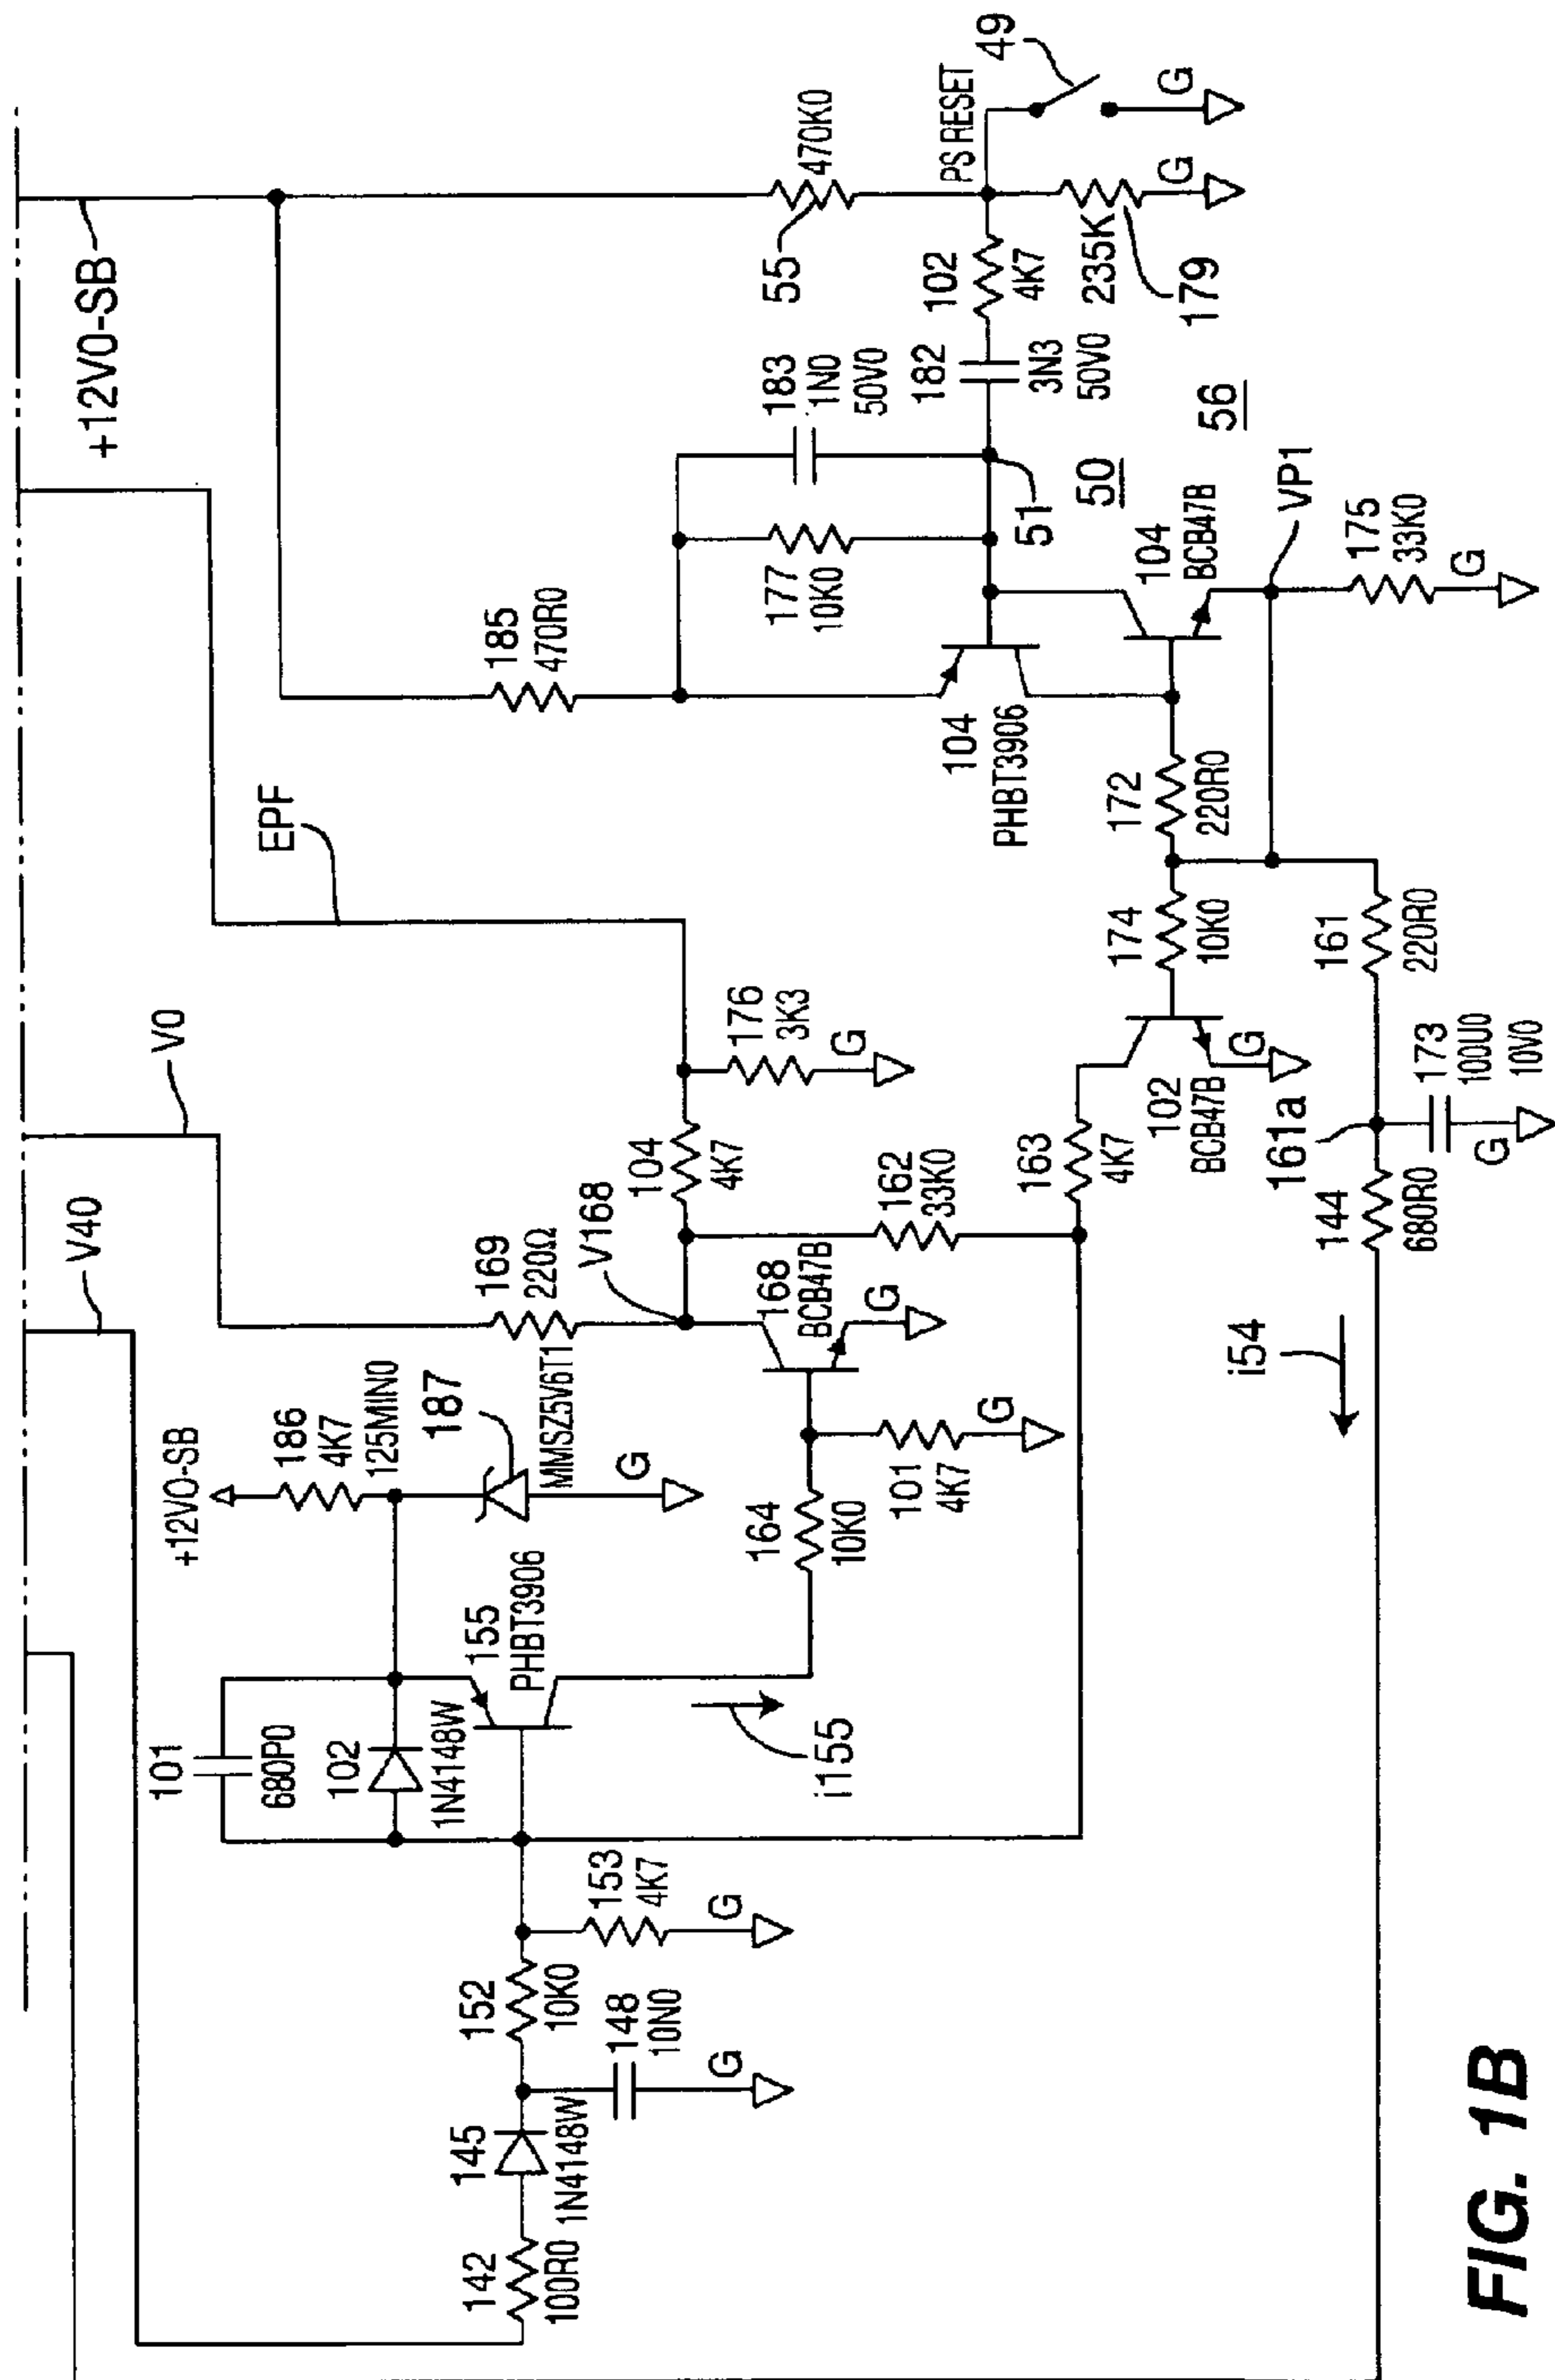 +12V0-SB
V40
V0
EPF
+12V0-SB
186
4K7
125MIN0
187
MMSZ5V6T1
G
101
680P0
102
1N4148W
155
PHBT3906
i155
142
100R0
145
1N4148W
148
10N0
G
152
10K0
153
4K7
G
164
10K0
101
4K7
G
169
220Ω
V168
168
BCB47B
G
104
4K7
176
3K3
G
162
33K0
163
4K7
102
BCB47B
G
174
10K0
172
220R0
161
220R0
161a
173
100U0
10V0
G
144
680R0
i54
185
470R0
104
PHBT3906
177
10K0
183
1N0
50V0
182
3N3
50V0
51
50
56
104
BCB47B
VP1
175
33K0
G
102
4K7
55
470K0
PS RESET
49
G
235K
179
G
FIG. 1B